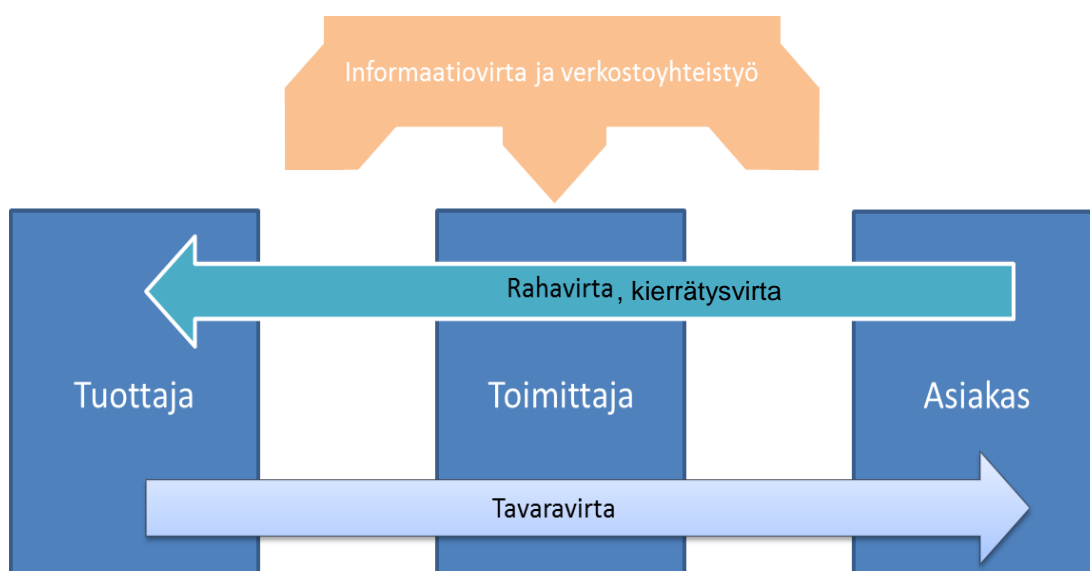 Informaatiovirta ja verkostoyhteistyö
Rahavirta, kierrätysvirta
Tuottaja
Toimittaja
Asiakas
Tavaravirta